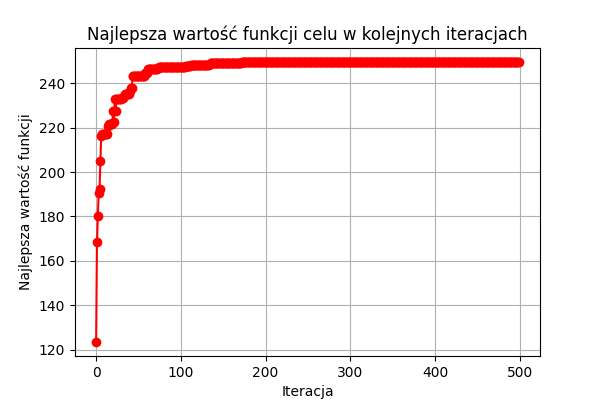 Najlepsza wartość funkcji celu w kolejnych iteracjach
Najlepsza wartość funkcji
240
220
200
180
160
140
120
0 100 200 300 400 500
Iteracja